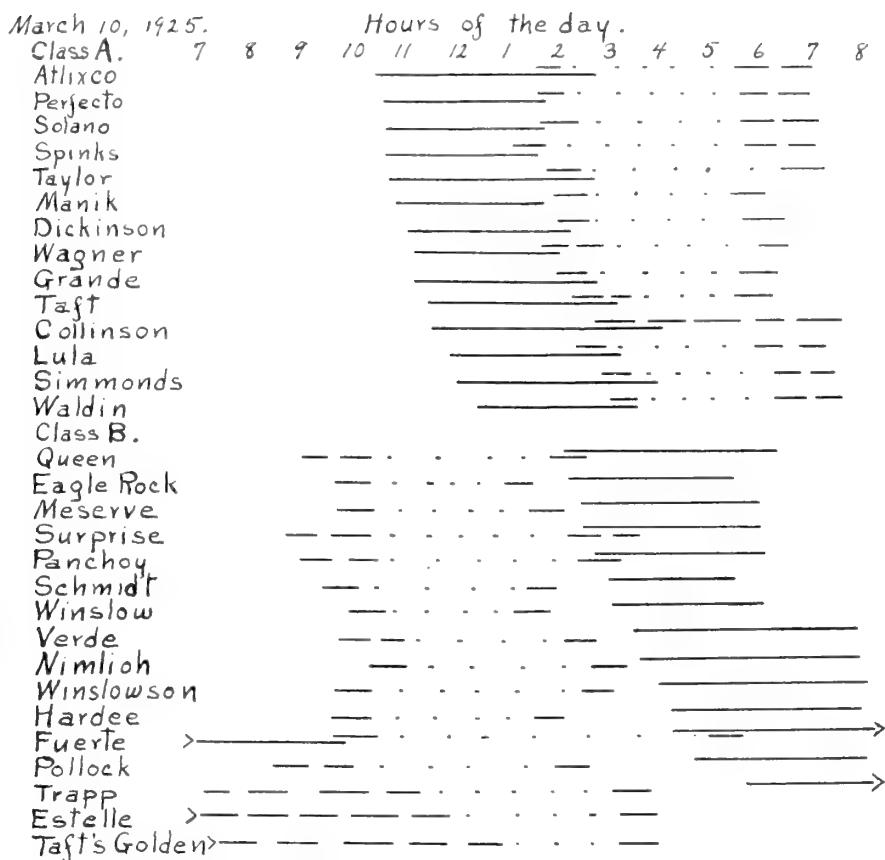 March 10, 1925. Hours of the day.
Class A. 7 8 9 10 11 12 1 2 3 4 5 6 7 8
Atlixco
Perfecto
Solano
Spinks
Taylor
Manik
Dickinson
Wagner
Grande
Taft
Collinson
Lula
Simmonds
Waldin
Class B.
Queen
Eagle Rock
Meserve
Surprise
Panchoy
Schmidt
Winslow
Verde
Nimlioh
Winslowson
Hardee
Fuerte
Pollock
Trapp
Estelle
Taft's Golden